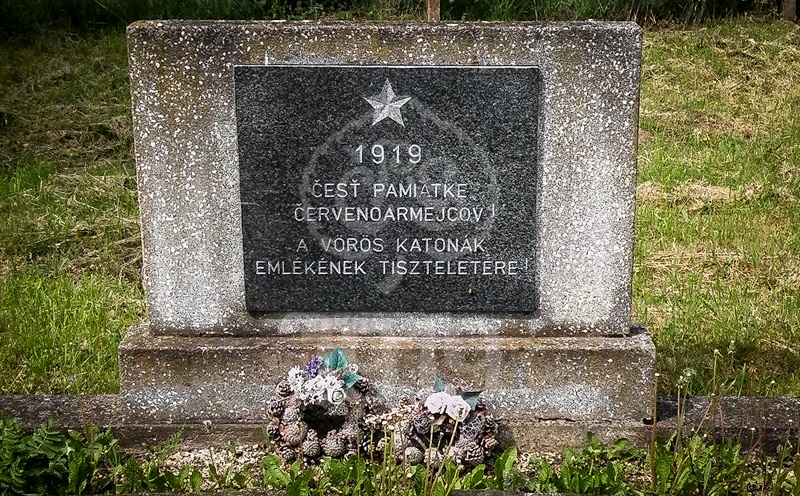 1919
ČESŤ PAMIATKE
ČERVENOARMEJCOV!
A VÖRÖS KATONÁK
EMLÉKÉNEK TISZTELETÉRE!